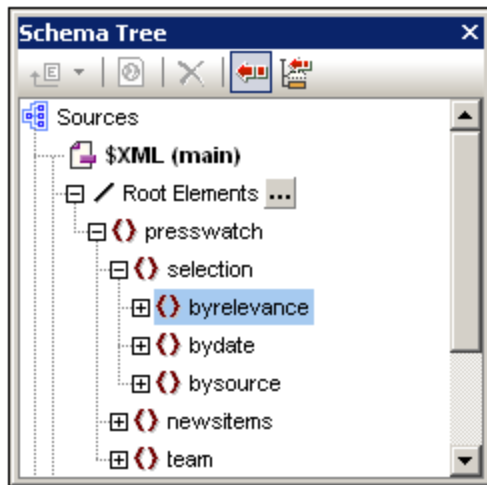 Schema Tree
E
Sources
$XML (main)
Root Elements ...
presswatch
selection
byrelevance
bydate
bysource
newsitems
team